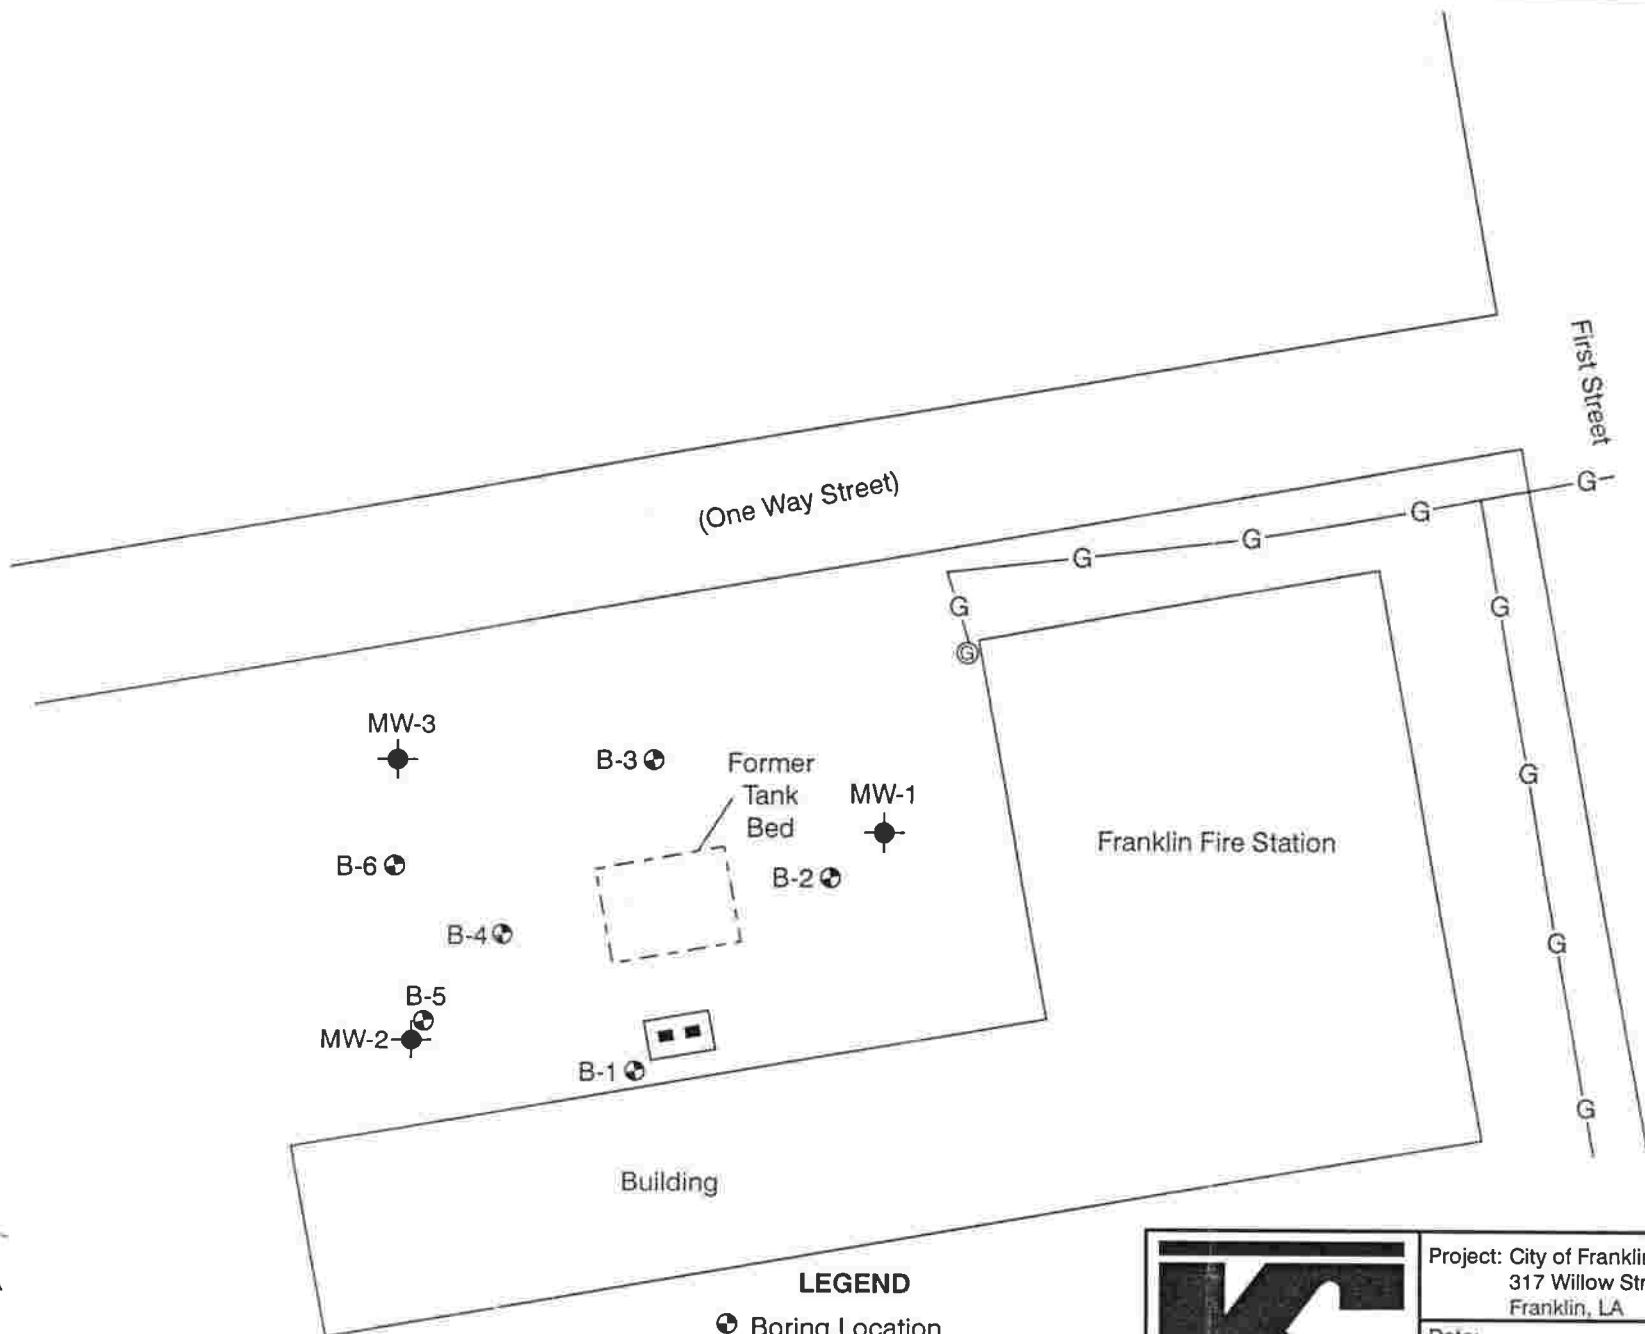 First Street
(One Way Street)
G
G
G
G
G
G
G
G
G
G
MW-3
B-3
Former
Tank
Bed
MW-1
Franklin Fire Station
B-6
B-2
B-4
B-5
MW-2
B-1
Building
LEGEND
Boring Location
Project: City of Franklin
317 Willow Str
Franklin, LA
Date: